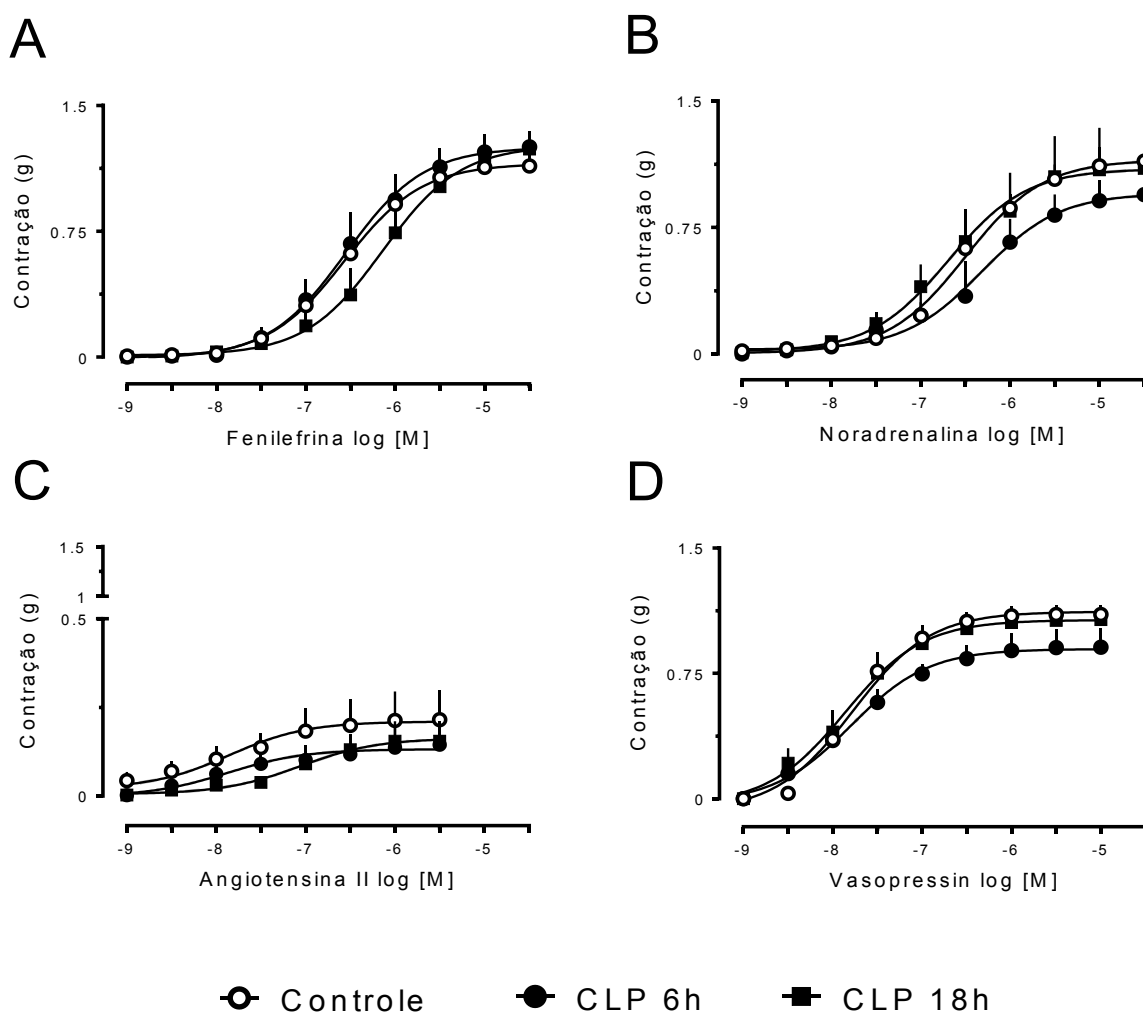 A
1.5
0.75
0
Contração (g)
-9 -8 -7 -6 -5
Fenilefrina log [M]
B
1.5
0.75
0
Contração (g)
-9 -8 -7 -6 -5
Noradrenalina log [M]
C
1.5
1
0.5
0
Contração (g)
-9 -8 -7 -6 -5
Angiotensina II log [M]
D
1.5
0.75
0
Contração (g)
-9 -8 -7 -6 -5
Vasopressin log [M]
Controle CLP 6h CLP 18h